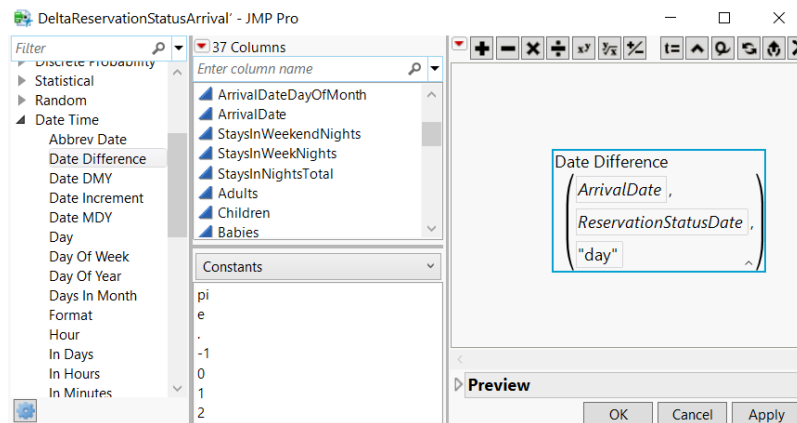 DeltaReservationStatusArrival´ - JMP Pro
Filter
Discrete Probability
Statistical
Random
Date Time
Abbrev Date
Date Difference
Date DMY
Date Increment
Date MDY
Day
Day Of Week
Day Of Year
Days In Month
Format
Hour
In Days
In Hours
In Minutes
37 Columns
Enter column name
ArrivalDateDayOfMonth
ArrivalDate
StaysInWeekendNights
StaysInWeekNights
StaysInNightsTotal
Adults
Children
Babies
Constants
pi
e
.
-1
0
1
2
xʸ
ʸ√x
+/−
t=
Date Difference
ArrivalDate ,
ReservationStatusDate ,
"day"
Preview
OK
Cancel
Apply